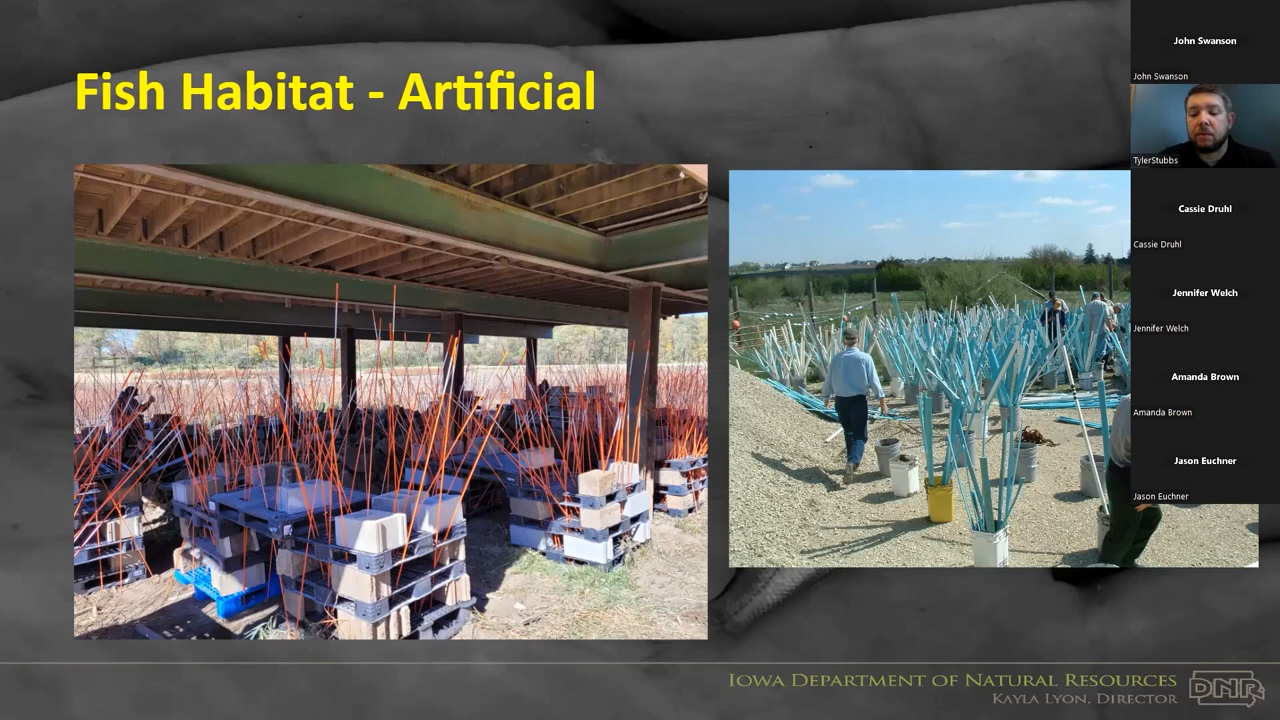 Fish Habitat - Artificial
John Swanson
John Swanson
TylerStubbs
Cassie Druhl
Cassie Druhl
Jennifer Welch
Jennifer Welch
Amanda Brown
Amanda Brown
Jason Euchner
Jason Euchner
Iowa Department of Natural Resources
Kayla Lyon, Director
DNR